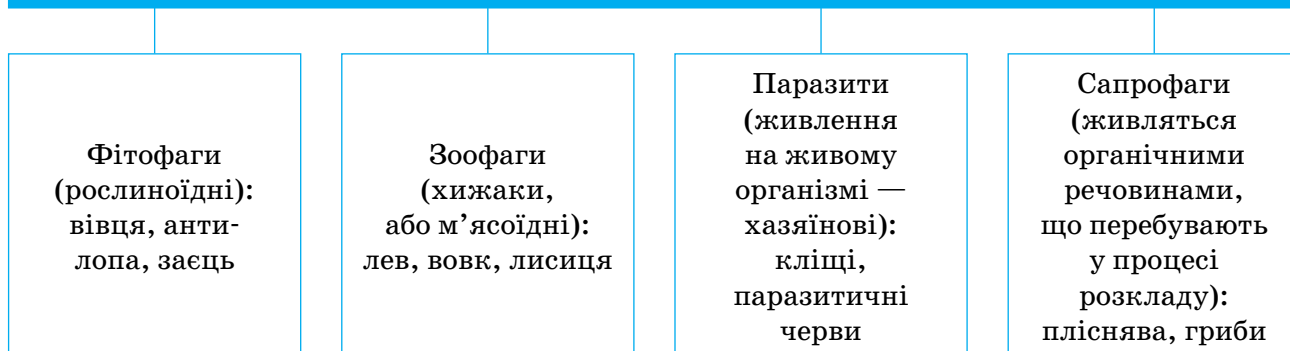 Фітофаги
(рослиноїдні):
вівця, анти-
лопа, заєць
Зоофаги
(хижаки,
або м’ясоїдні):
лев, вовк, лисиця
Паразити
(живлення
на живому
організмі —
хазяїнові):
кліщі,
паразитичні
черви
Сапрофаги
(живляться
органічними
речовинами,
що перебувають
у процесі
розкладу):
пліснява, гриби